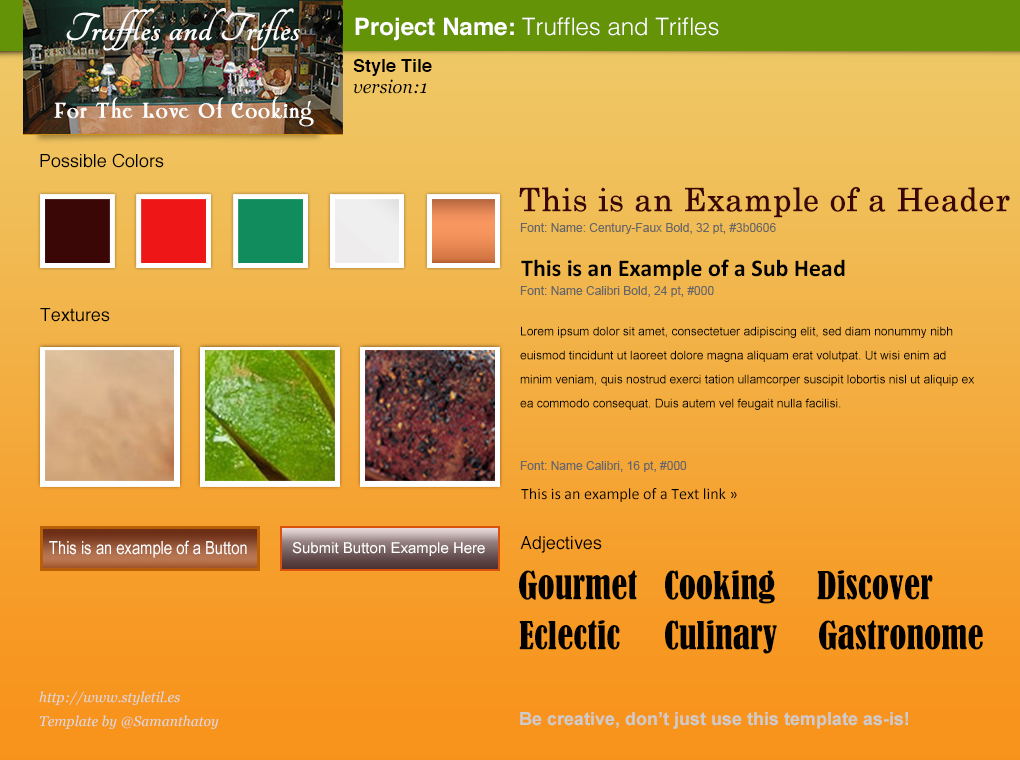 Truffles and Trifles
For The Love Of Cooking
Project Name: Truffles and Trifles
Style Tile
version:1
Possible Colors
Textures
This is an example of a Button
Submit Button Example Here
http://www.styletil.es
Template by @Samanthatoy
This is an Example of a Header
Font: Name: Century-Faux Bold, 32 pt, #3b0606
This is an Example of a Sub Head
Font: Name Calibri Bold, 24 pt, #000
Lorem ipsum dolor sit amet, consectetuer adipiscing elit, sed diam nonummy nibh
euismod tincidunt ut laoreet dolore magna aliquam erat volutpat. Ut wisi enim ad
minim veniam, quis nostrud exerci tation ullamcorper suscipit lobortis nisl ut aliquip ex
ea commodo consequat. Duis autem vel feugait nulla facilisi.
Font: Name Calibri, 16 pt, #000
This is an example of a Text link »
Adjectives
Gourmet Cooking Discover
Eclectic Culinary Gastronome
Be creative, don’t just use this template as-is!